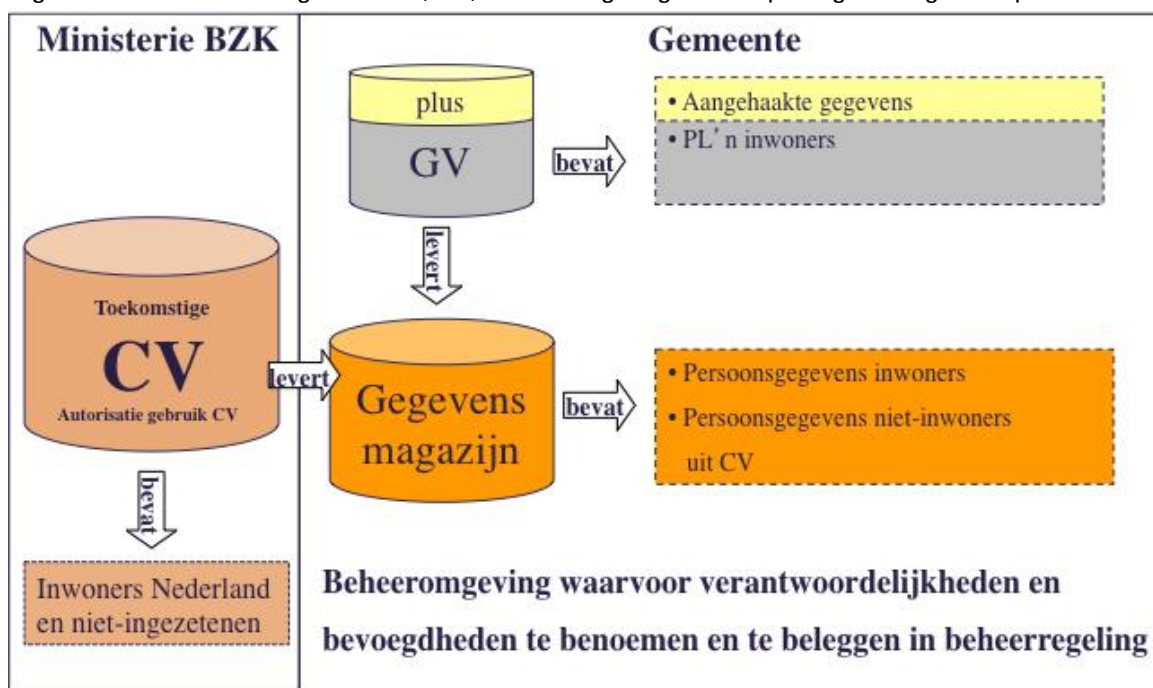 Ministerie BZK
Gemeente
plus
GV
bevat
• Aangehaakte gegevens
• PL'n inwoners
levert
Toekomstige
CV
Autorisatie gebruik CV
levert
Gegevens
magazijn
bevat
• Persoonsgegevens inwoners
• Persoonsgegevens niet-inwoners
uit CV
bevat
Inwoners Nederland
en niet-ingezetenen
Beheeromgeving waarvoor verantwoordelijkheden en
bevoegdheden te benoemen en te beleggen in beheerregeling